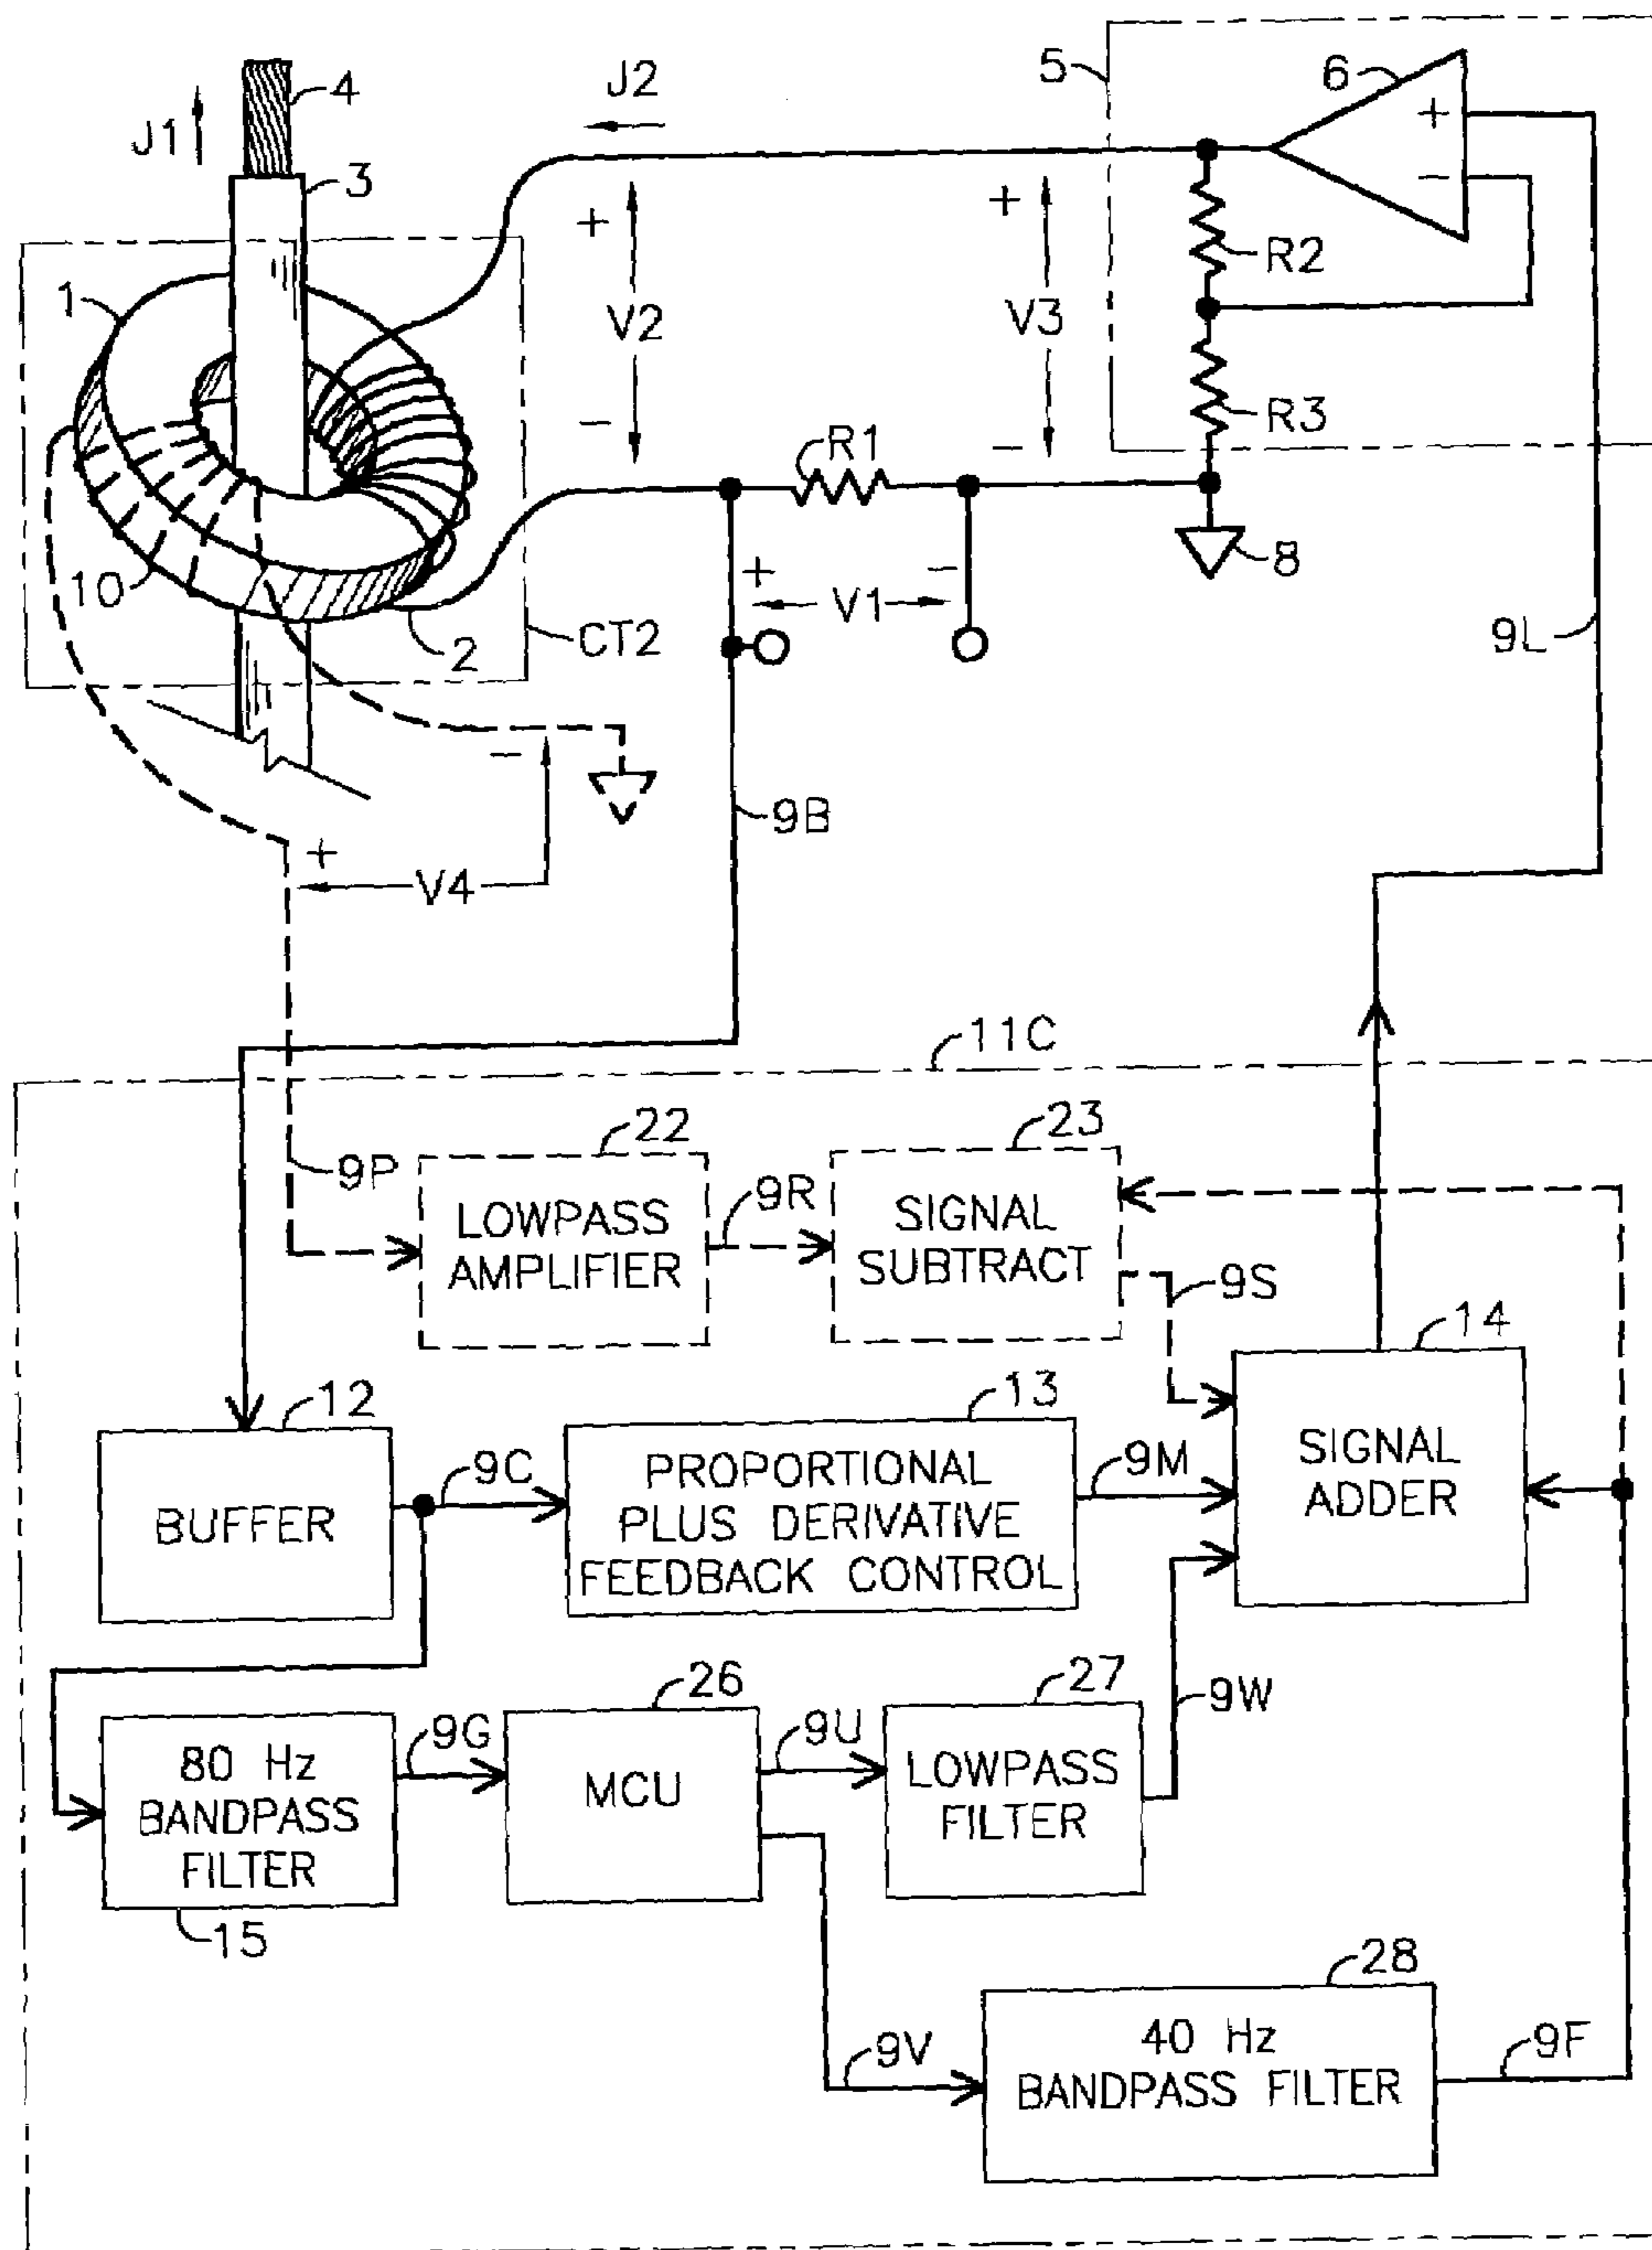 J1
4
3
J2
5
6
+
-
R2
+
V2
-
+
V3
-
R3
1
R1
+
V1
-
8
10
2
CT2
9L
-
+
V4
9B
11C
22
23
9P
LOWPASS
AMPLIFIER
9R
SIGNAL
SUBTRACT
9S
14
12
13
BUFFER
9C
PROPORTIONAL
PLUS DERIVATIVE
FEEDBACK CONTROL
9M
SIGNAL
ADDER
26
27
9W
80 Hz
BANDPASS
FILTER
15
9G
MCU
9U
LOWPASS
FILTER
28
9V
40 Hz
BANDPASS FILTER
9F